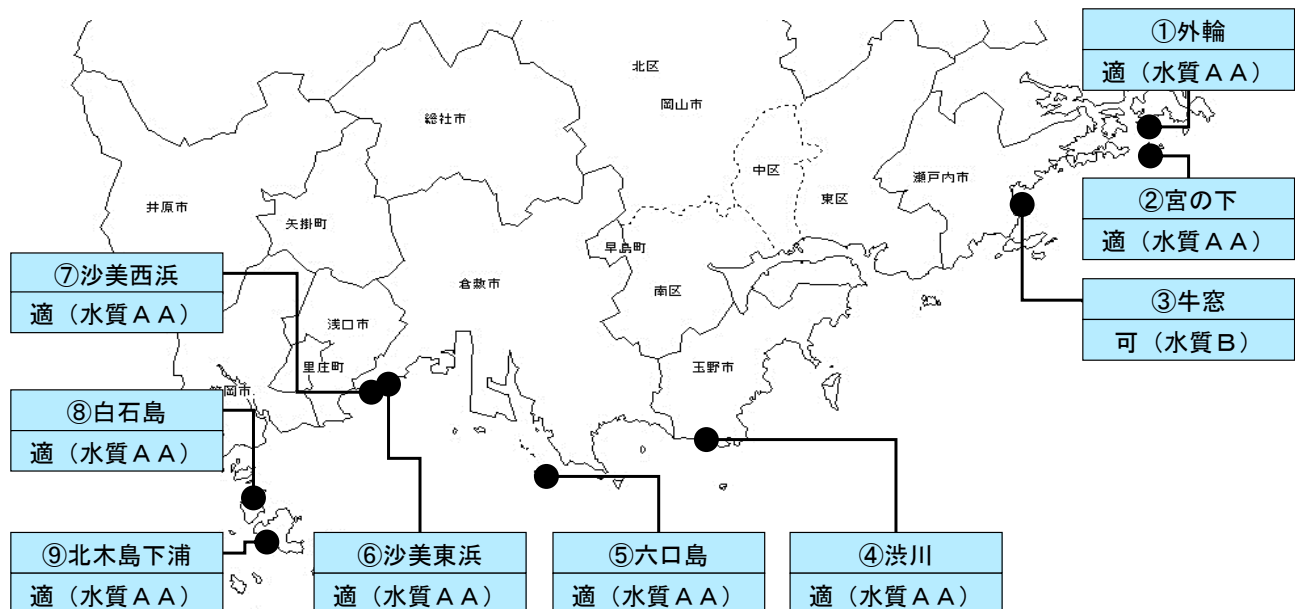 ①外輪
適（水質ＡＡ）
北区
岡山市
総社市
中区
瀬戸内市
東区
②宮の下
適（水質ＡＡ）
井原市
矢掛町
早島町
⑦沙美西浜
適（水質ＡＡ）
倉敷市
南区
③牛窓
可（水質Ｂ）
浅口市
里庄町
玉野市
笠岡市
⑧白石島
適（水質ＡＡ）
⑨北木島下浦
適（水質ＡＡ）
⑥沙美東浜
適（水質ＡＡ）
⑤六口島
適（水質ＡＡ）
④渋川
適（水質ＡＡ）